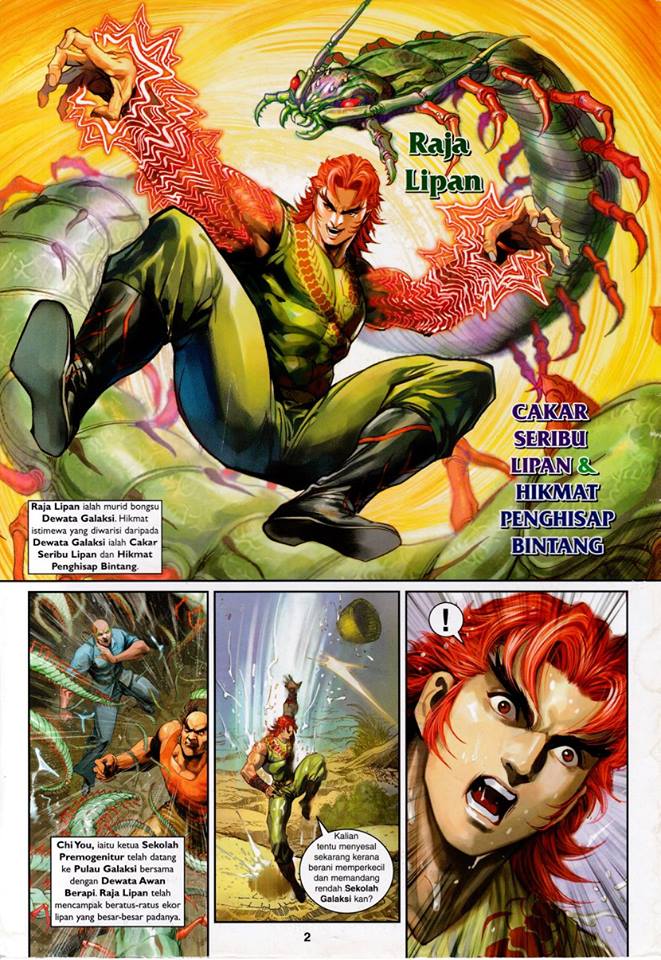 Raja
Lipan
CAKAR
SERIBU
LIPAN &
HIKMAT
PENGHISAP
BINTANG
Raja Lipan ialah murid bongsu
Dewata Galaksi. Hikmat
istimewa yang diwarisi daripada
Dewata Galaksi ialah Cakar
Seribu Lipan dan Hikmat
Penghisap Bintang.
Chi You, iaitu ketua Sekolah
Premogenitur telah datang
ke Pulau Galaksi bersama
dengan Dewata Awan
Berapi. Raja Lipan telah
mencampak beratus-ratus ekor
lipan yang besar-besar padanya.
Kalian
tentu menyesal
sekarang kerana
berani memperkecil
dan memandang
rendah Sekolah
Galaksi kan?
!
2